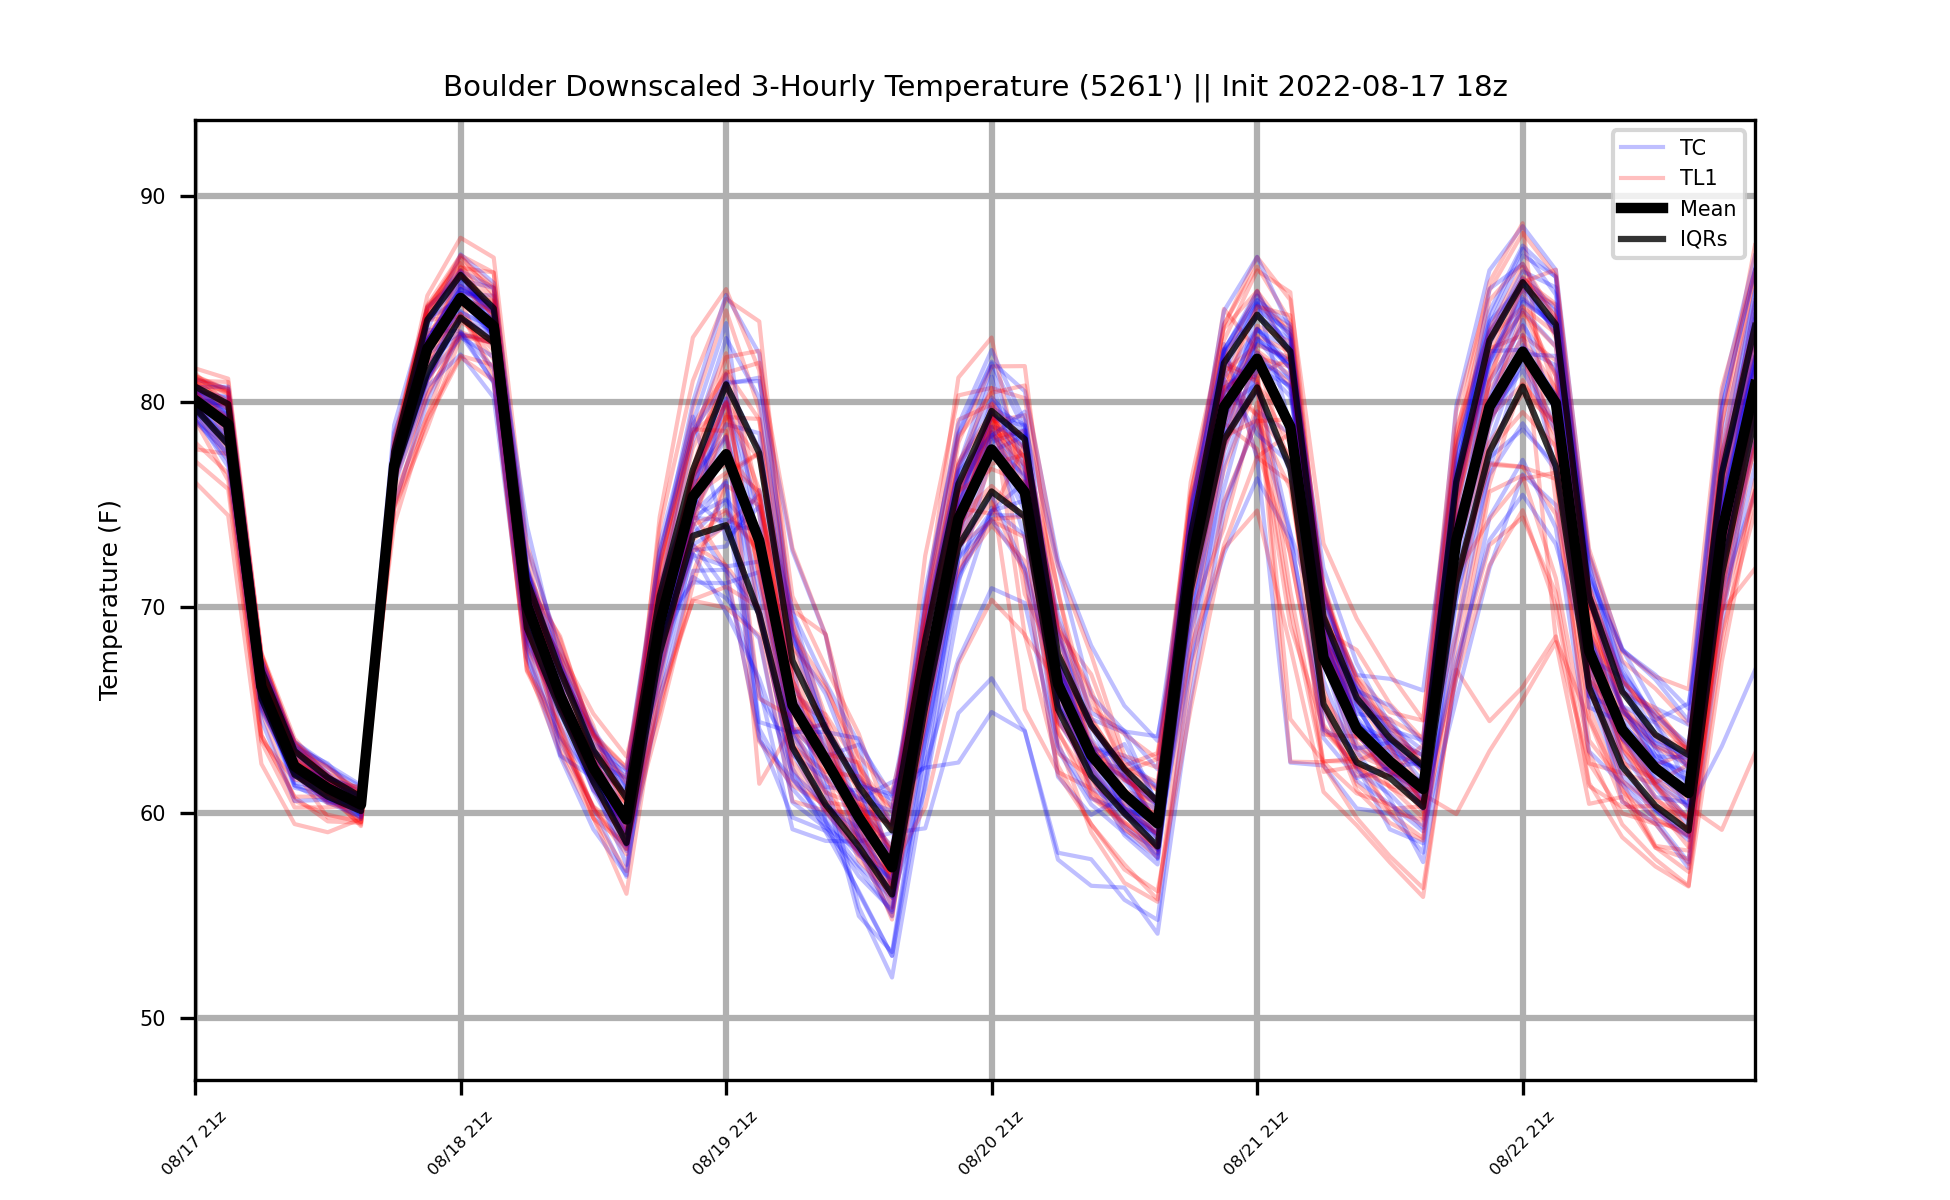 Boulder Downscaled 3-Hourly Temperature (5261') || Init 2022-08-17 18z
TC
TL1
Mean
IQRs
Temperature (F)
90
80
70
60
50
08/17 21z
08/18 21z
08/19 21z
08/20 21z
08/21 21z
08/22 21z